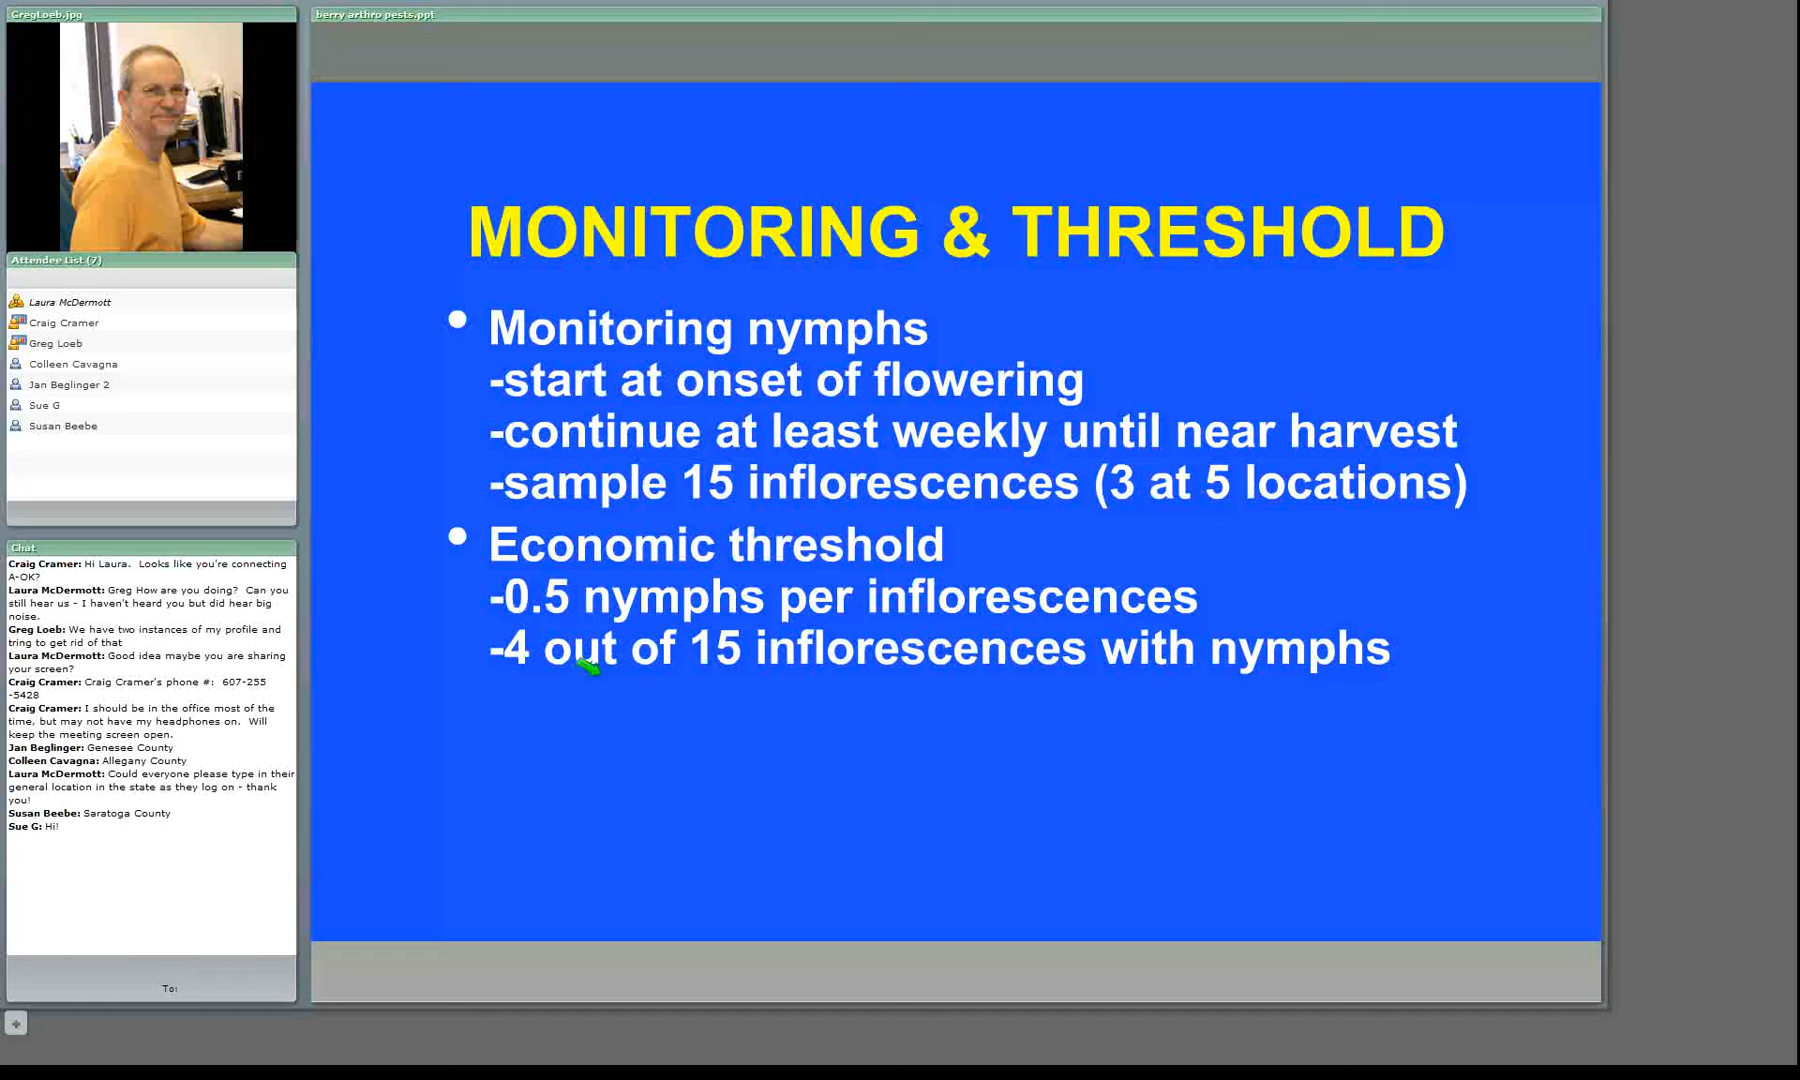 GregLoeb.jpg
Attendee List (7)
Laura McDermott
Craig Cramer
Greg Loeb
Colleen Cavagna
Jan Beglinger 2
Sue G
Susan Beebe
Chat
Craig Cramer: Hi Laura.  Looks like you're connecting
A-OK?
Laura McDermott: Greg How are you doing?  Can you
still hear us - I haven't heard you but did hear big
noise.
Greg Loeb: We have two instances of my profile and
tring to get rid of that
Laura McDermott: Good idea maybe you are sharing
your screen?
Craig Cramer: Craig Cramer's phone #:  607-255
-5428
Craig Cramer: I should be in the office most of the
time, but may not have my headphones on.  Will
keep the meeting screen open.
Jan Beglinger: Genesee County
Colleen Cavagna: Allegany County
Laura McDermott: Could everyone please type in their
general location in the state as they log on - thank
you!
Susan Beebe: Saratoga County
Sue G: Hi!
To:
berry arthro pests.ppt
MONITORING & THRESHOLD
• Monitoring nymphs
-start at onset of flowering
-continue at least weekly until near harvest
-sample 15 inflorescences (3 at 5 locations)
• Economic threshold
-0.5 nymphs per inflorescences
-4 out of 15 inflorescences with nymphs